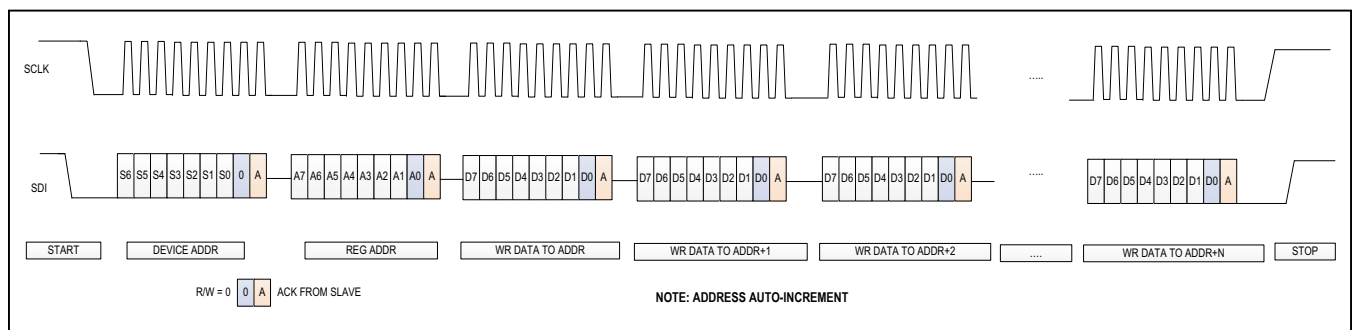 SCLK
.....
SDI
S6 S5 S4 S3 S2 S1 S0 0 A
A7 A6 A5 A4 A3 A2 A1 A0 A
D7 D6 D5 D4 D3 D2 D1 D0 A
D7 D6 D5 D4 D3 D2 D1 D0 A
D7 D6 D5 D4 D3 D2 D1 D0 A
.....
D7 D6 D5 D4 D3 D2 D1 D0 A
START
DEVICE ADDR
REG ADDR
WR DATA TO ADDR
WR DATA TO ADDR+1
WR DATA TO ADDR+2
....
WR DATA TO ADDR+N
STOP
R/W = 0 0 A ACK FROM SLAVE
NOTE: ADDRESS AUTO-INCREMENT